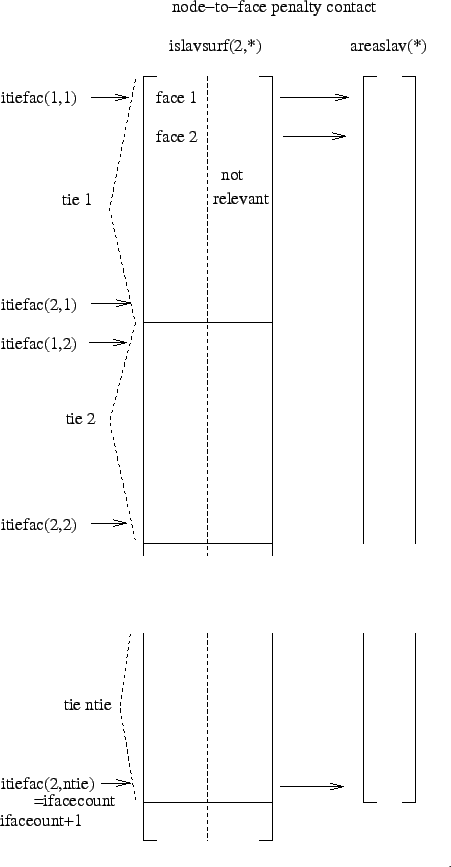 node-to-face penalty contact
islavsurf(2,*) areaslav(*)
itiefac(1,1) face 1
face 2
not
tie 1 relevant
itiefac(2,1)
itiefac(1,2)
tie 2
itiefac(2,2)
tie ntie
itiefac(2,ntie)
=ifacecount
ifaceount+1